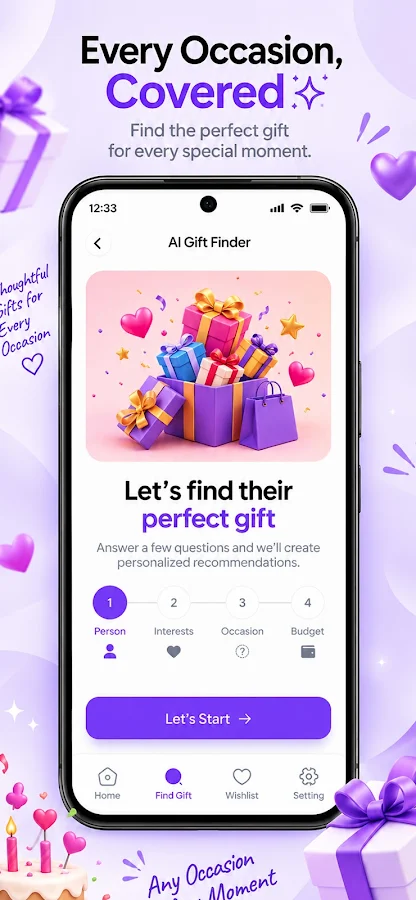 Every Occasion,
Covered
Find the perfect gift
for every special moment.
12:33
AI Gift Finder
houghtful
Gifts for
Every
Occasion
Let's find their
perfect gift
Answer a few questions and we'll create
personalized recommendations.
1 2 3 4
Person Interests Occasion Budget
Let's Start →
Home Find Gift Wishlist Setting
Any Occasion
Moment